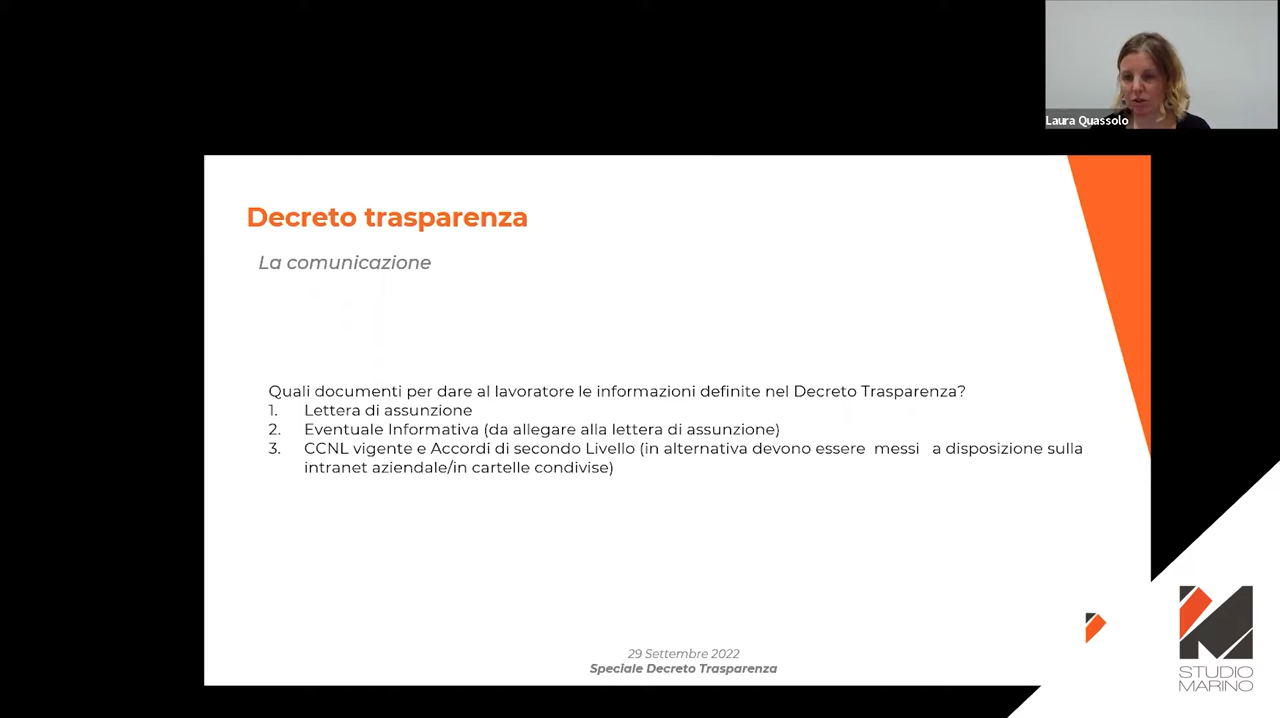 Laura Quassolo
Decreto trasparenza
La comunicazione
Quali documenti per dare al lavoratore le informazioni definite nel Decreto Trasparenza?
1. Lettera di assunzione
2. Eventuale Informativa (da allegare alla lettera di assunzione)
3. CCNL vigente e Accordi di secondo Livello (in alternativa devono essere messi a disposizione sulla
intranet aziendale/in cartelle condivise)
29 Settembre 2022
Speciale Decreto Trasparenza
STUDIO
MARINO